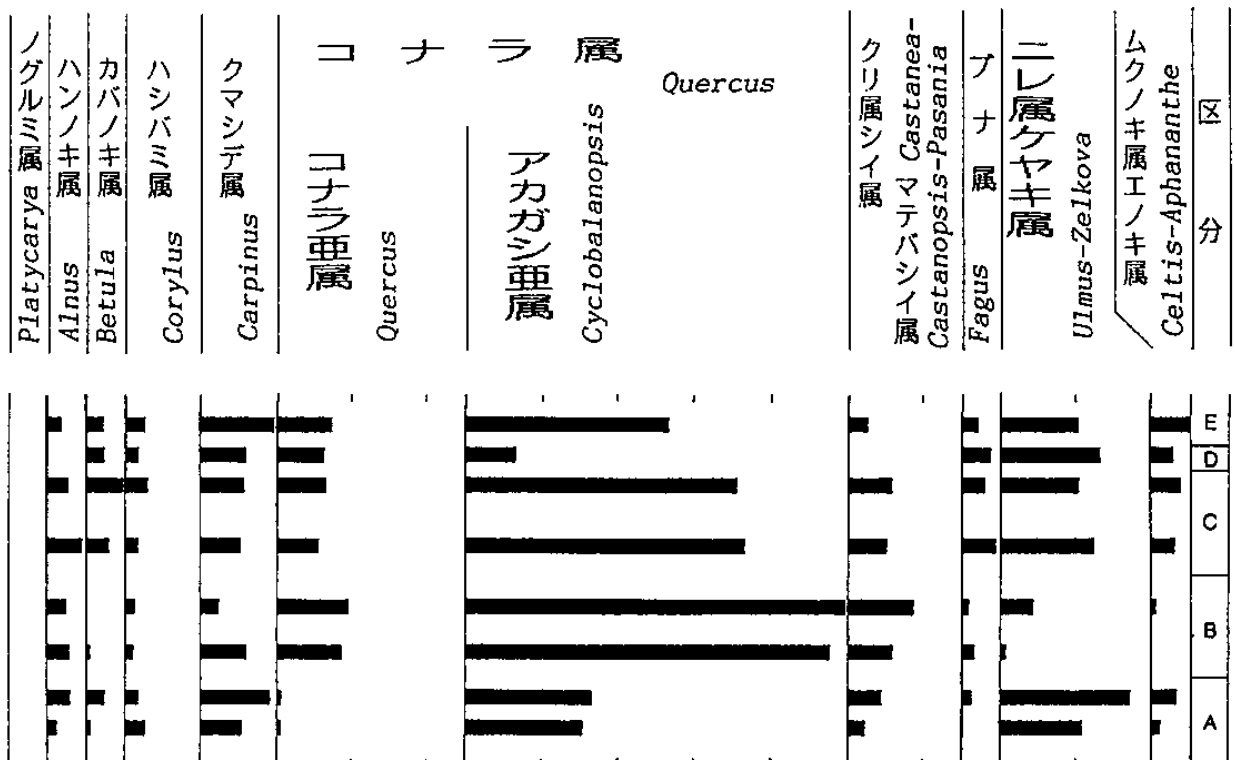 ノグルミ属
Platycarya
ハンノキ属
Alnus
カバノキ属
Betula
ハシバミ属
Corylus
クマシデ属
Carpinus
コナラ属
Quercus
コナラ亜属
Quercus
アカガシ亜属
Cyclobalanopsis
クリ属シイ属
マテバシイ属
Castanea-
Castanopsis-Pasania
ブナ属
Fagus
ニレ属ケヤキ属
Ulmus-Zelkova
ムクノキ属エノキ属
Celtis-Aphananthe
区分
E
D
C
B
A